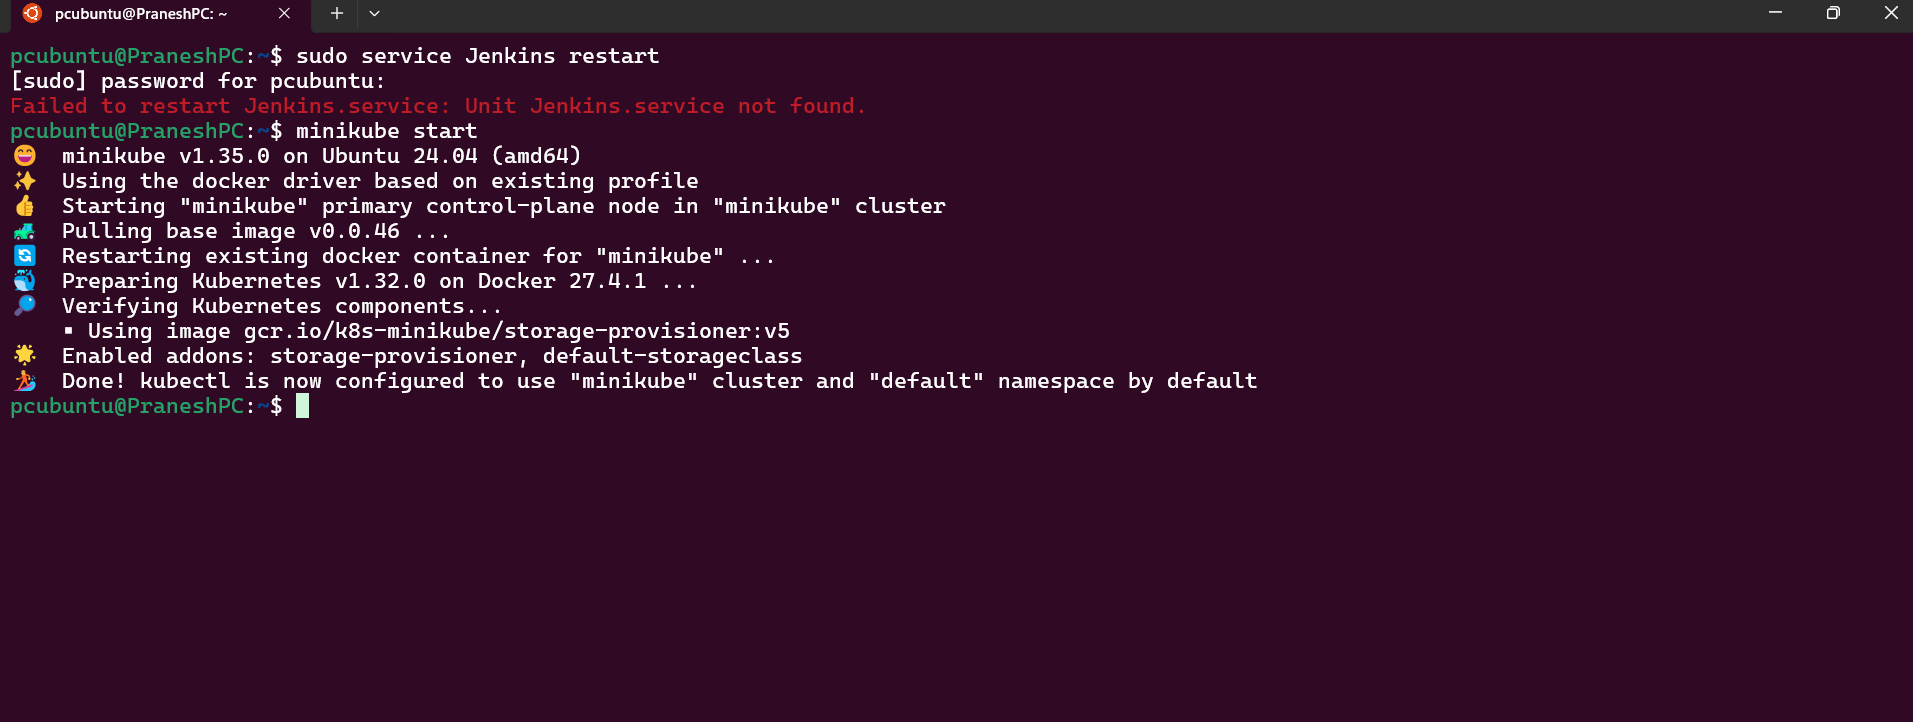 pcubuntu@PraneshPC: ~
pcubuntu@PraneshPC:~$ sudo service Jenkins restart
[sudo] password for pcubuntu:
Failed to restart Jenkins.service: Unit Jenkins.service not found.
pcubuntu@PraneshPC:~$ minikube start
😄  minikube v1.35.0 on Ubuntu 24.04 (amd64)
✨  Using the docker driver based on existing profile
👍  Starting "minikube" primary control-plane node in "minikube" cluster
🚜  Pulling base image v0.0.46 ...
🔄  Restarting existing docker container for "minikube" ...
🐳  Preparing Kubernetes v1.32.0 on Docker 27.4.1 ...
🔎  Verifying Kubernetes components...
    ▪ Using image gcr.io/k8s-minikube/storage-provisioner:v5
🌟  Enabled addons: storage-provisioner, default-storageclass
🏄  Done! kubectl is now configured to use "minikube" cluster and "default" namespace by default
pcubuntu@PraneshPC:~$